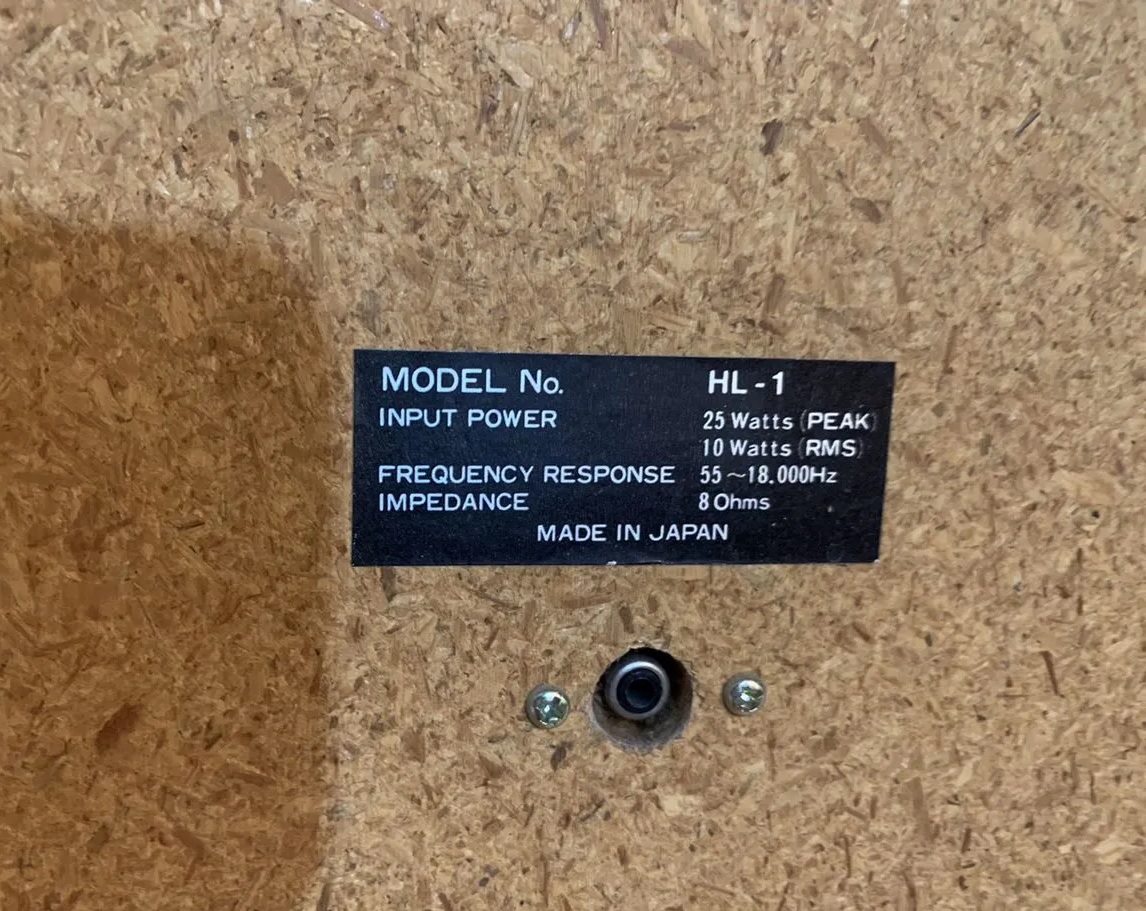 MODEL No. HL-1
INPUT POWER 25 Watts (PEAK)
10 Watts (RMS)
FREQUENCY RESPONSE 55~18.000Hz
IMPEDANCE 8 Ohms
MADE IN JAPAN